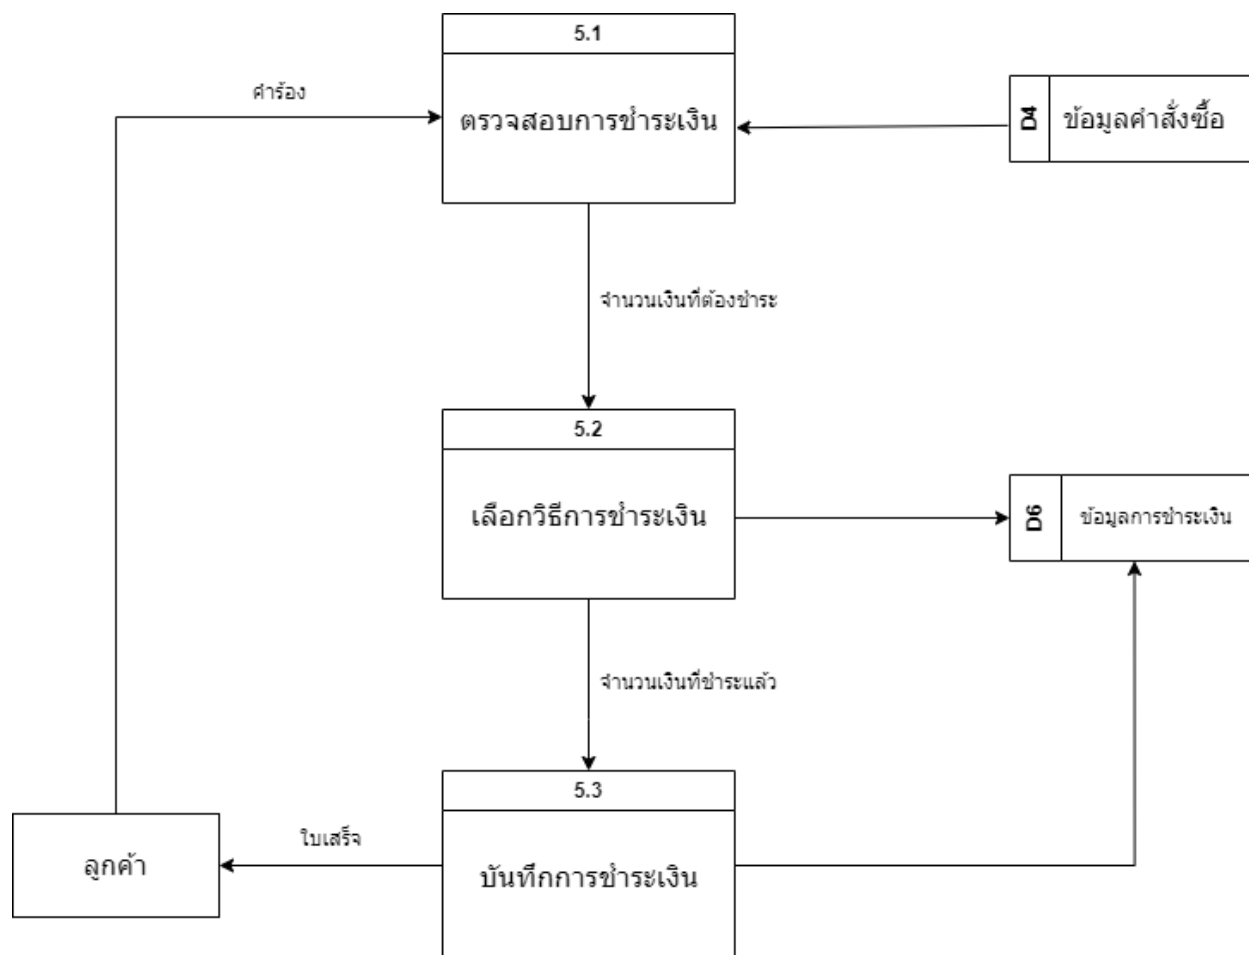 5.1
คำร้อง
ตรวจสอบการชำระเงิน
D4
ข้อมูลคำสั่งซื้อ
จำนวนเงินที่ต้องชำระ
5.2
เลือกวิธีการชำระเงิน
D6
ข้อมูลการชำระเงิน
จำนวนเงินที่ชำระแล้ว
5.3
ใบเสร็จ
ลูกค้า
บันทึกการชำระเงิน